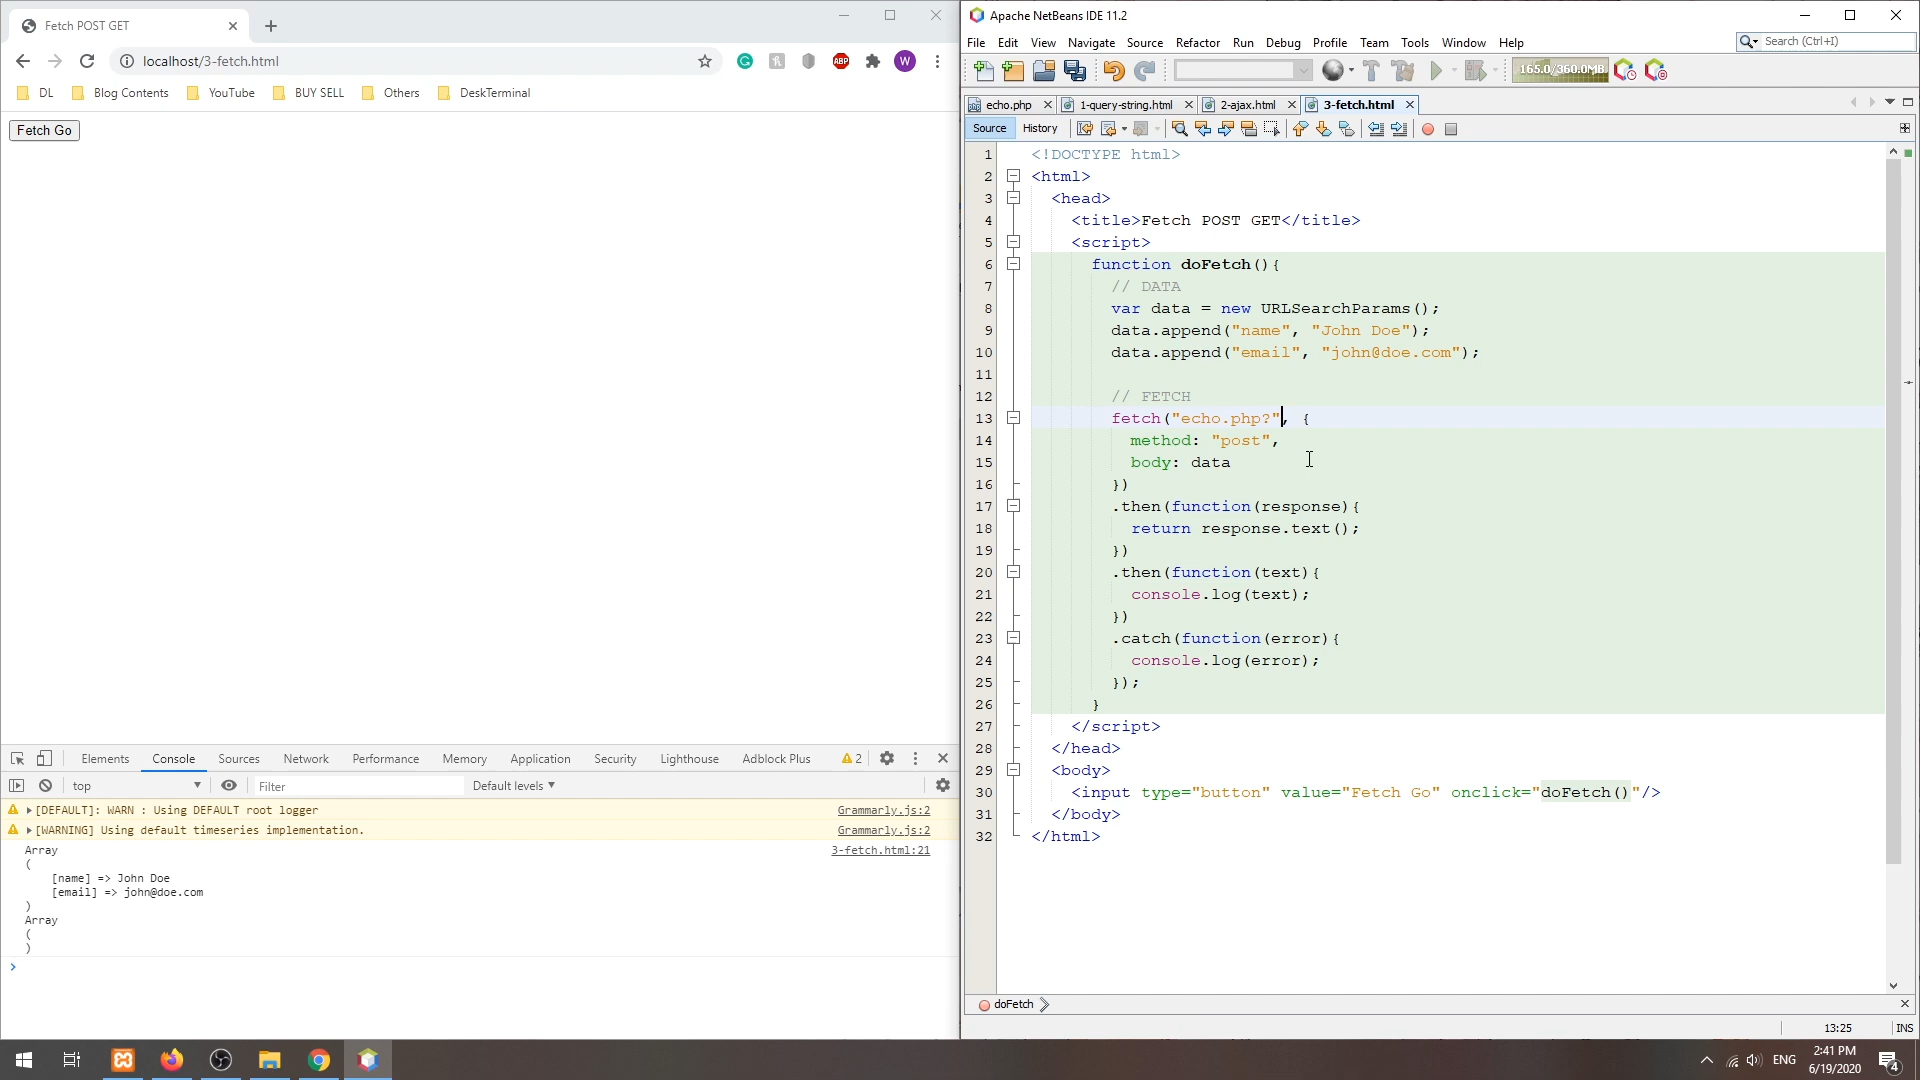 Fetch POST GET
localhost/3-fetch.html
DL Blog Contents YouTube BUY SELL Others DeskTerminal
Fetch Go
Elements Console Sources Network Performance Memory Application Security Lighthouse Adblock Plus 2
top Filter Default levels
[DEFAULT]: WARN : Using DEFAULT root logger Grammarly.js:2
[WARNING] Using default timeseries implementation. Grammarly.js:2
Array 3-fetch.html:21
(
[name] => John Doe
[email] => john@doe.com
)
Array
(
)
>
Apache NetBeans IDE 11.2
File Edit View Navigate Source Refactor Run Debug Profile Team Tools Window Help
Search (Ctrl+I)
165.0/360.0MB
echo.php 1-query-string.html 2-ajax.html 3-fetch.html
Source History
1 <!DOCTYPE html>
2 <html>
3 <head>
4 <title>Fetch POST GET</title>
5 <script>
6 function doFetch(){
7 // DATA
8 var data = new URLSearchParams();
9 data.append("name", "John Doe");
10 data.append("email", "john@doe.com");
11
12 // FETCH
13 fetch("echo.php?", {
14 method: "post",
15 body: data
16 })
17 .then(function(response){
18 return response.text();
19 })
20 .then(function(text){
21 console.log(text);
22 })
23 .catch(function(error){
24 console.log(error);
25 });
26 }
27 </script>
28 </head>
29 <body>
30 <input type="button" value="Fetch Go" onclick="doFetch()"/>
31 </body>
32 </html>
doFetch
13:25 INS
ENG
2:41 PM
6/19/2020
4
ABP
W